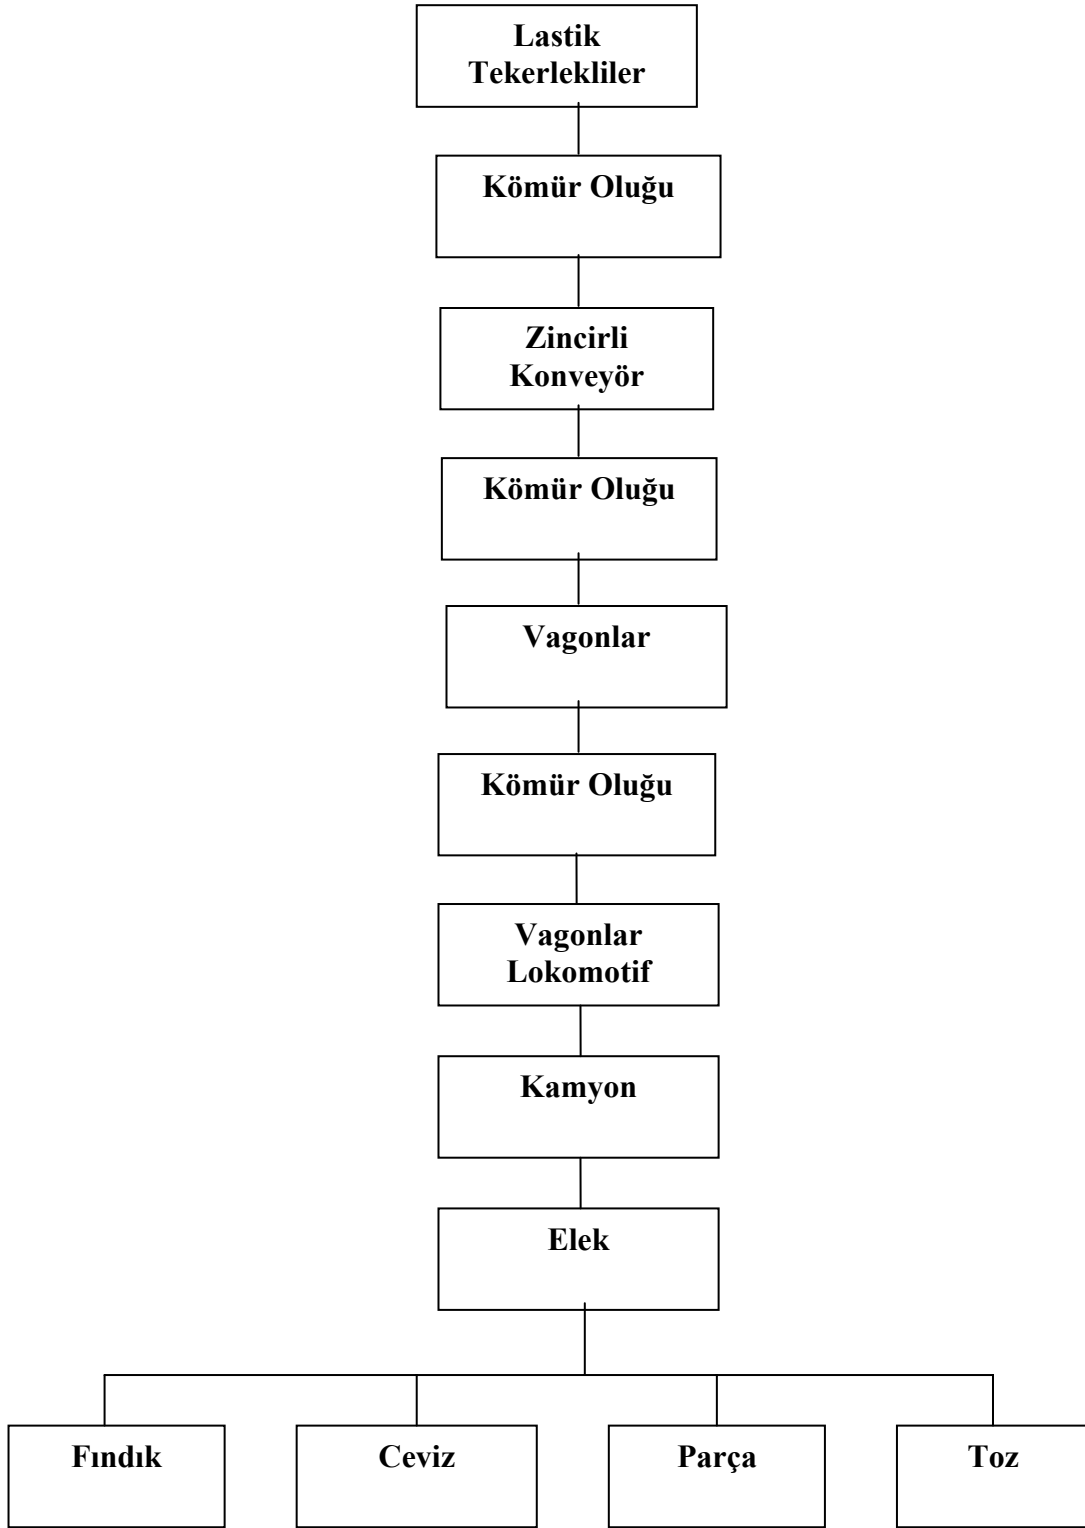 Lastik
Tekerlekliler
Kömür Oluğu
Zincirli
Konveyör
Kömür Oluğu
Vagonlar
Kömür Oluğu
Vagonlar
Lokomotif
Kamyon
Elek
Fındık
Ceviz
Parça
Toz